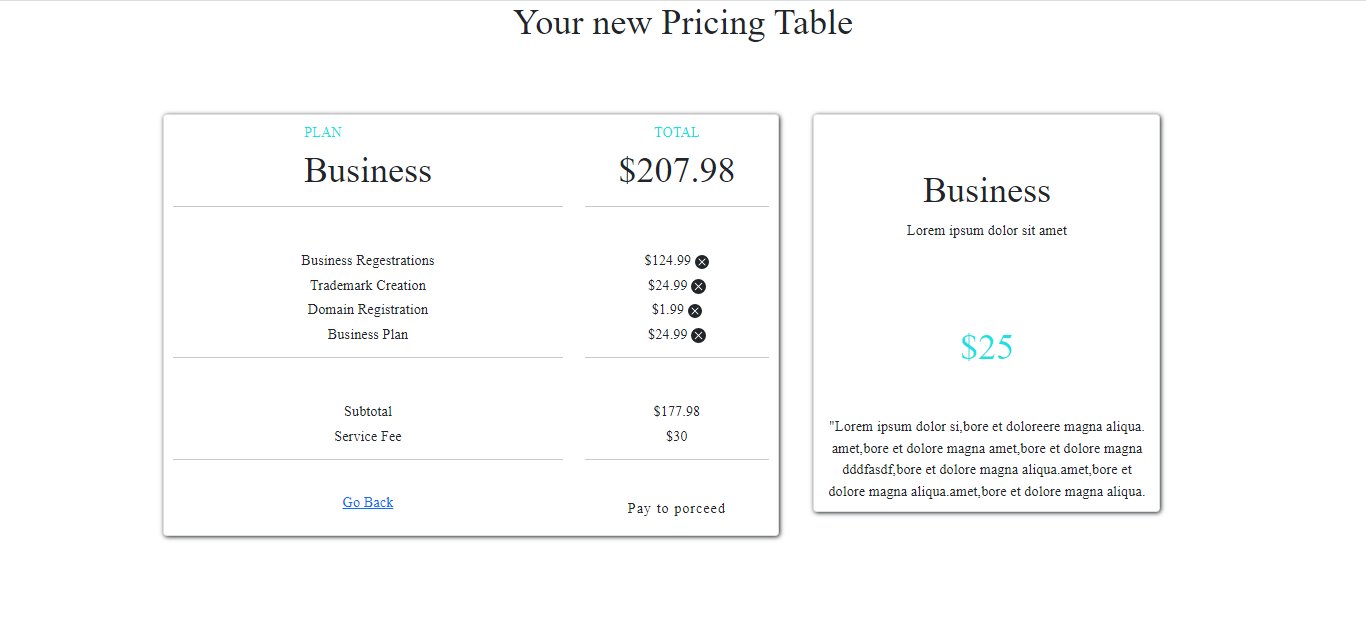 Your new Pricing Table
PLAN
Business
TOTAL
$207.98
Business Regestrations $124.99
Trademark Creation $24.99
Domain Registration $1.99
Business Plan $24.99
Subtotal $177.98
Service Fee $30
Go Back
Pay to porceed
Business
Lorem ipsum dolor sit amet
$25
"Lorem ipsum dolor si,bore et doloreere magna aliqua.
amet,bore et dolore magna amet,bore et dolore magna
dddfasdf,bore et dolore magna aliqua.amet,bore et
dolore magna aliqua.amet,bore et dolore magna aliqua.